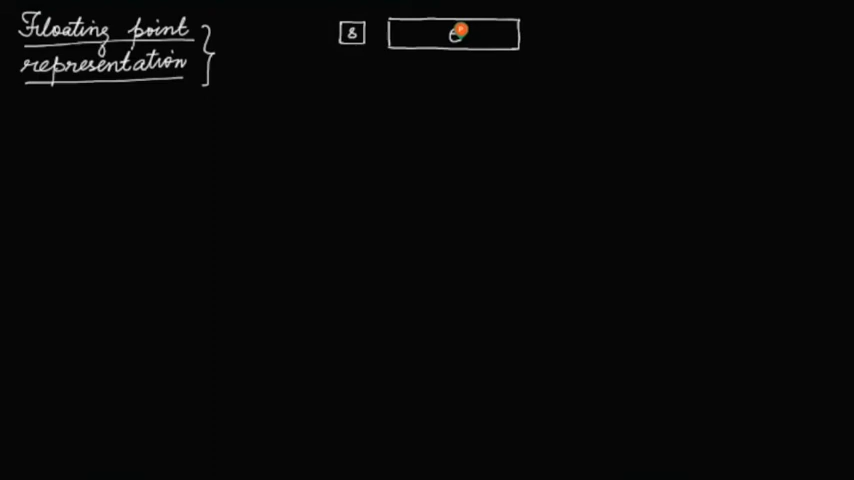 Floating point
representation
s
e